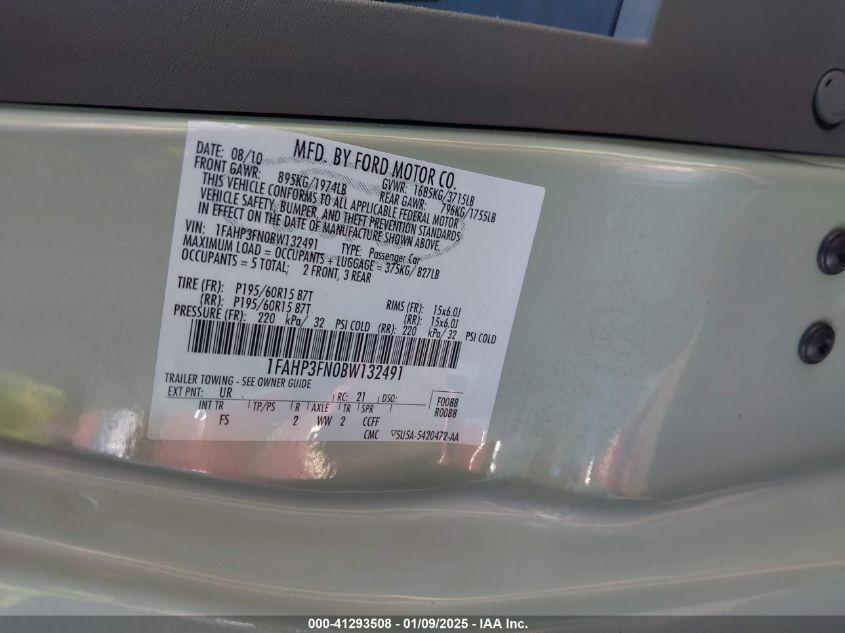 MFD. BY FORD MOTOR CO.
DATE: 08/10 GVWR: 1685KG/3715LB
FRONT GAWR: 895KG/1974LB REAR GAWR: 796KG/1755LB
THIS VEHICLE CONFORMS TO ALL APPLICABLE FEDERAL MOTOR
VEHICLE SAFETY, BUMPER, AND THEFT PREVENTION STANDARDS
IN EFFECT ON THE DATE OF MANUFACTURE SHOWN ABOVE.
VIN: 1FAHP3FN0BW132491 TYPE: Passenger Car
MAXIMUM LOAD = OCCUPANTS + LUGGAGE = 375KG/827LB
OCCUPANTS = 5 TOTAL; 2 FRONT, 3 REAR
TIRE (FR): P195/60R15 87T RIMS (FR): 15x6.0J
(RR): P195/60R15 87T (RR): 15x6.0J
PRESSURE (FR): 220 kPa/ 32 PSI COLD (RR): 220 kPa/ 32 PSI COLD
1FAHP3FN0BW132491
TRAILER TOWING - SEE OWNER GUIDE
EXT PNT: UR RC: 21 DSO: F0088
INT TR TP/PS R AXLE TR SPR R0088
FS 2 WW 2 CCFF
CMC 5U5A-5420472-AA
000-41293508 - 01/09/2025 - IAA Inc.